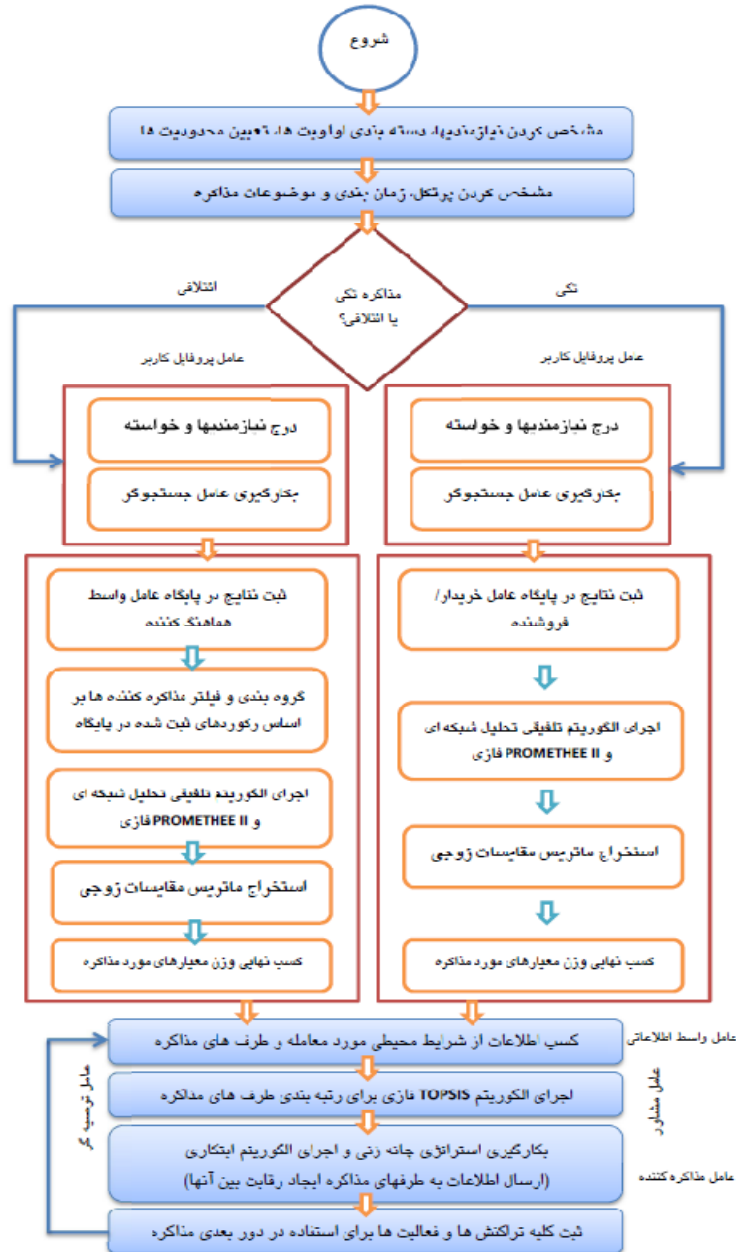 شروع
مشخص کردن نیازمندیها، دسته بندی اولویت ها، تعیین محدودیت ها
مشخص کردن پرتکل، زمان بندی و موضوعات مذاکره
مذاکره تکی
یا ائتلافی؟
تکی
ائتلافی
عامل پروفایل کاربر
عامل پروفایل کاربر
درج نیازمندیها و خواسته
بکارگیری عامل جستجوگر
درج نیازمندیها و خواسته
بکارگیری عامل جستجوگر
ثبت نتایج در پایگاه عامل خریدار/
فروشنده
اجرای الگوریتم تلفیقی تحلیل شبکه ای
و PROMETHEE II فازی
استخراج ماتریس مقایسات زوجی
کسب نهایی وزن معیارهای مورد مذاکره
ثبت نتایج در پایگاه عامل واسط
هماهنگ کننده
گروه بندی و فیلتر مذاکره کننده ها بر
اساس رکوردهای ثبت شده در پایگاه
اجرای الگوریتم تلفیقی تحلیل شبکه ای
و PROMETHEE II فازی
استخراج ماتریس مقایسات زوجی
کسب نهایی وزن معیارهای مورد مذاکره
عامل واسط اطلاعاتی
کسب اطلاعات از شرایط محیطی مورد معامله و طرف های مذاکره
عامل مشاور
اجرای الگوریتم TOPSIS فازی برای رتبه بندی طرف های مذاکره
عامل توصیه گر
عامل مذاکره کننده
بکارگیری استراتژی چانه زنی و اجرای الگوریتم ابتکاری
(ارسال اطلاعات به طرفهای مذاکره ایجاد رقابت بین آنها)
ثبت کلیه تراکنش ها و فعالیت ها برای استفاده در دور بعدی مذاکره